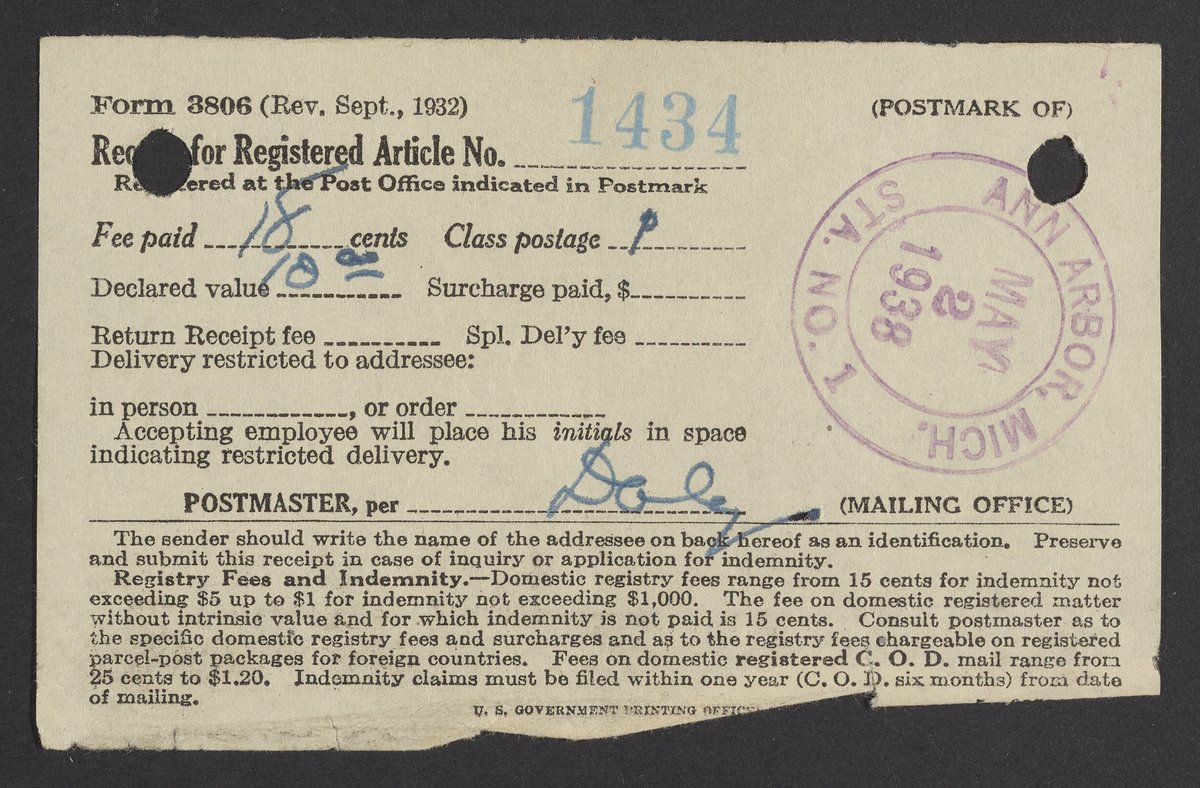 Form 3806 (Rev. Sept., 1932)
1434
(POSTMARK OF)
for Registered Article No.
at the Post Office indicated in Postmark
Fee paid 18 cents Class postage 1
Declared value 10 00 Surcharge paid, $
Return Receipt fee Spl. Del'y fee
Delivery restricted to addressee:
in person , or order
Accepting employee will place his initials in space
indicating restricted delivery.
POSTMASTER, per Daley (MAILING OFFICE)
ANN ARBOR, MICH.
STA. NO. 1
MAY
2
1938
The sender should write the name of the addressee on back hereof as an identification. Preserve
and submit this receipt in case of inquiry or application for indemnity.
Registry Fees and Indemnity.—Domestic registry fees range from 15 cents for indemnity not
exceeding $5 up to $1 for indemnity not exceeding $1,000. The fee on domestic registered matter
without intrinsic value and for which indemnity is not paid is 15 cents. Consult postmaster as to
the specific domestic registry fees and surcharges and as to the registry fees chargeable on registered
parcel-post packages for foreign countries. Fees on domestic registered C. O. D. mail range from
25 cents to $1.20. Indemnity claims must be filed within one year (C. O. D. six months) from date
of mailing.
U. S. GOVERNMENT PRINTING OFFICE